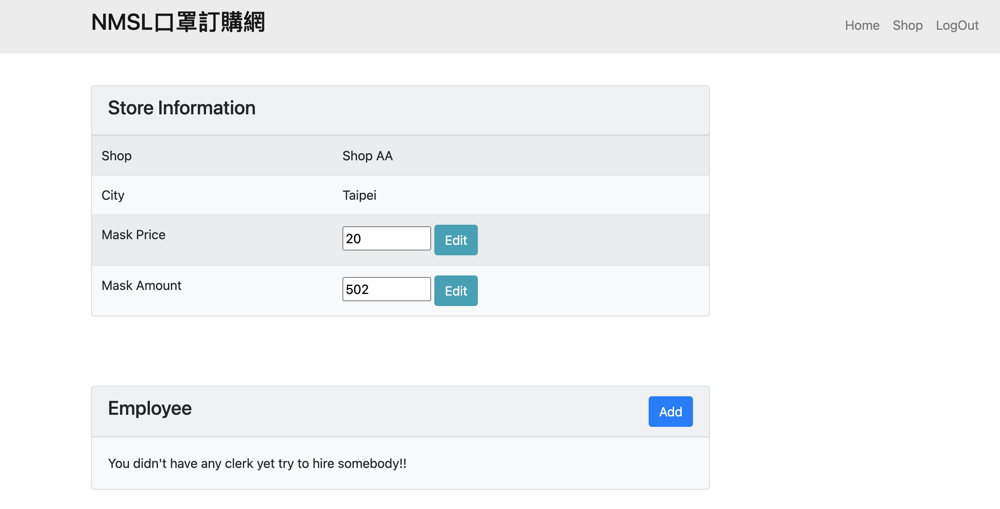 NMSL口罩訂購網
Home Shop LogOut
Store Information
Shop Shop AA
City Taipei
Mask Price 20 Edit
Mask Amount 502 Edit
Employee Add
You didn't have any clerk yet try to hire somebody!!